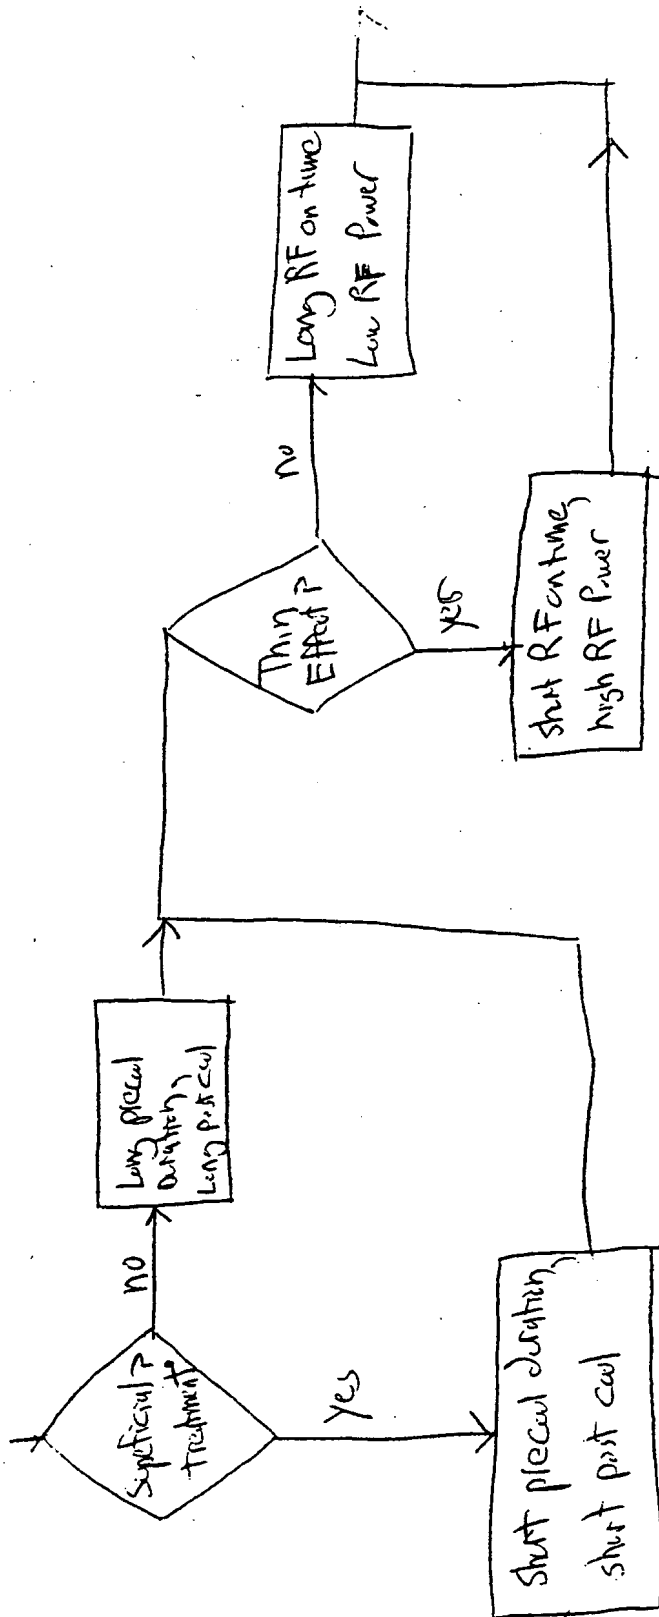 Superficial?
treatment
no
Long precool
Duration,
Long post cool
Yes
Short precool duration,
short post cool
Thin
Effect?
no
Long RF on time
Low RF Power
yes
short RF on time,
high RF Power